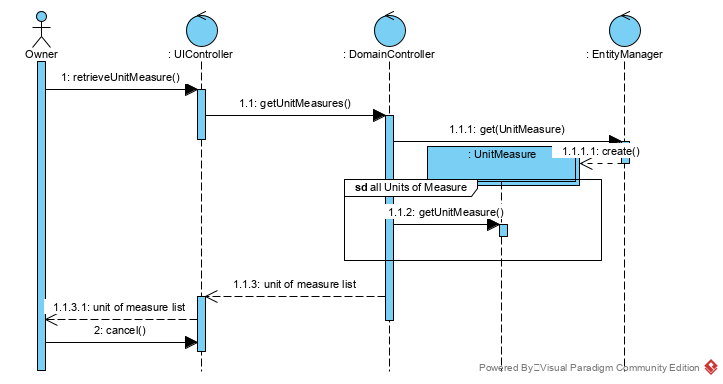 Owner
: UIController
: DomainController
: EntityManager
1: retrieveUnitMeasure()
1.1: getUnitMeasures()
1.1.1: get(UnitMeasure)
: UnitMeasure
1.1.1.1: create()
sd all Units of Measure
1.1.2: getUnitMeasure()
1.1.3: unit of measure list
1.1.3.1: unit of measure list
2: cancel()
Powered By Visual Paradigm Community Edition